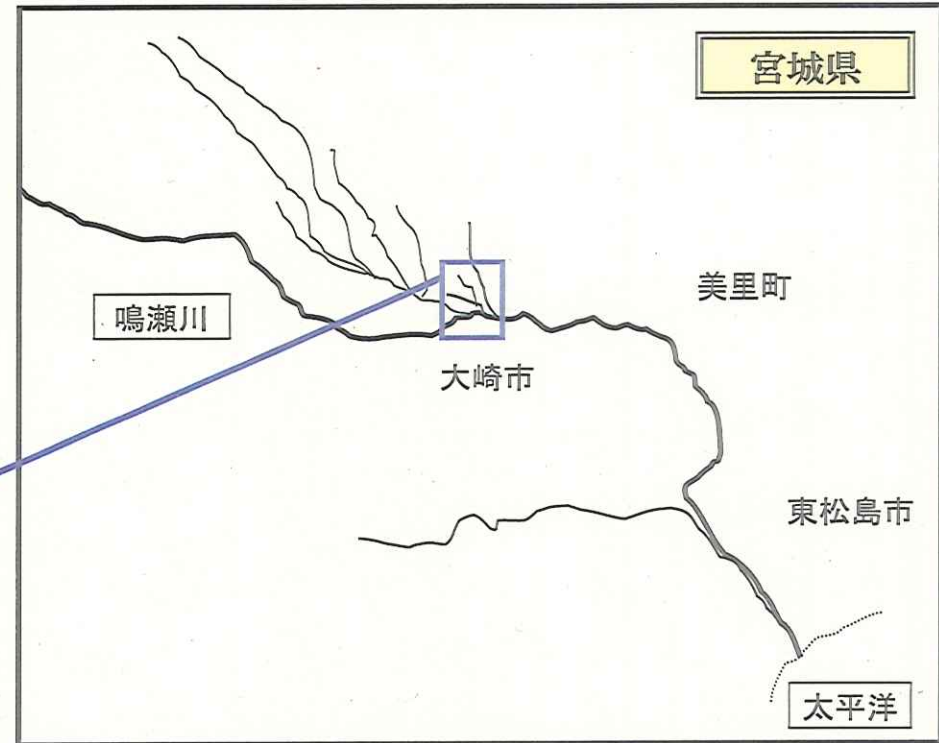 宮城県
美里町
鳴瀬川
大崎市
東松島市
太平洋